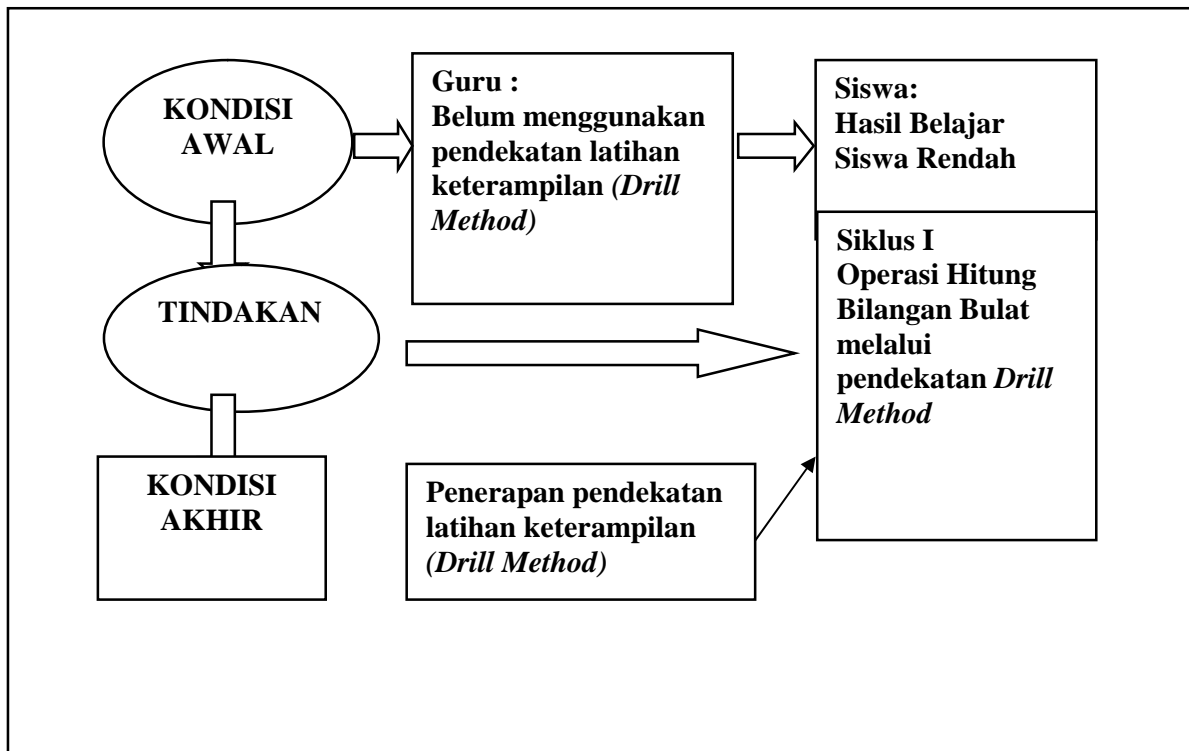 KONDISI
AWAL
Guru :
Belum menggunakan
pendekatan latihan
keterampilan (Drill
Method)
Siswa:
Hasil Belajar
Siswa Rendah
TINDAKAN
Siklus I
Operasi Hitung
Bilangan Bulat
melalui
pendekatan Drill
Method
KONDISI
AKHIR
Penerapan pendekatan
latihan keterampilan
(Drill Method)